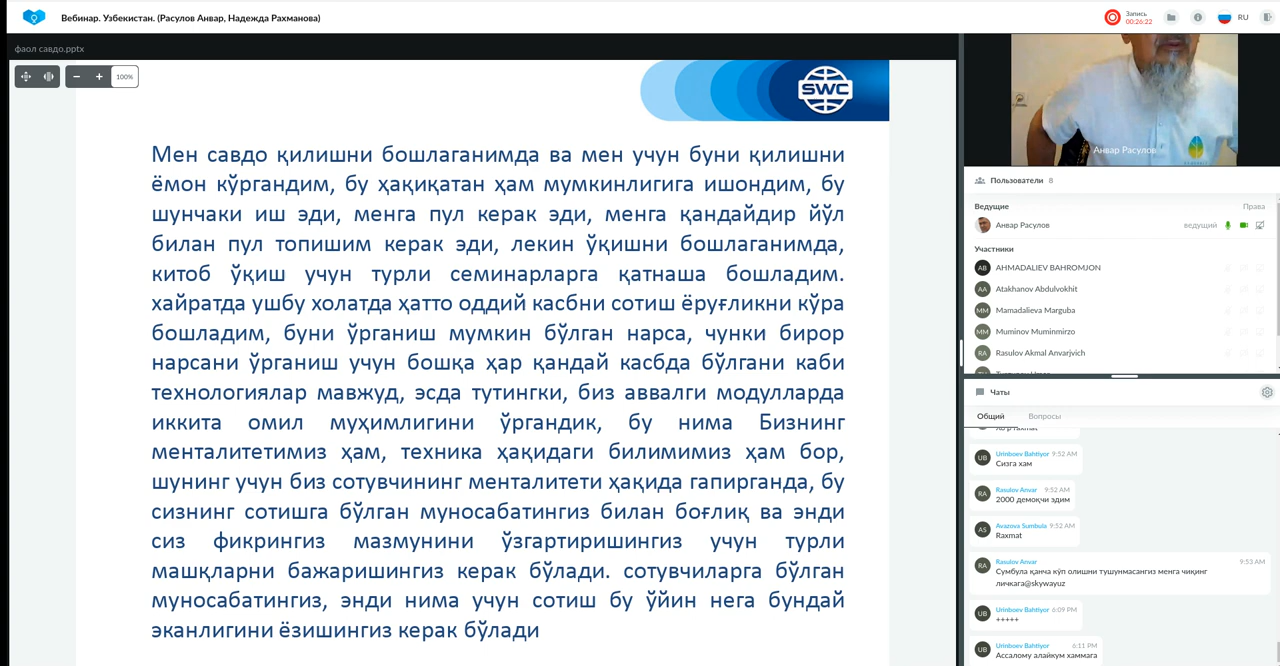 Вебинар. Узбекистан. (Расулов Анвар, Надежда Рахманова)
Запись
00:26:22
RU
фаол савдо.pptx
100%
SWC
Мен савдо қилишни бошлаганимда ва мен учун буни қилишни
ёмон кўргандим, бу ҳақиқатан ҳам мумкинлигига ишондим, бу
шунчаки иш эди, менга пул керак эди, менга қандайдир йўл
билан пул топишим керак эди, лекин ўқишни бошлаганимда,
китоб ўқиш учун турли семинарларга қатнаша бошладим.
хайратда ушбу холатда ҳатто оддий касбни сотиш ёруғликни кўра
бошладим, буни ўрганиш мумкин бўлган нарса, чунки бирор
нарсани ўрганиш учун бошқа ҳар қандай касбда бўлгани каби
технологиялар мавжуд, эсда тутингки, биз аввалги модулларда
иккита омил муҳимлигини ўргандик, бу нима Бизнинг
менталитетимиз ҳам, техника ҳақидаги билимимиз ҳам бор,
шунинг учун биз сотувчининг менталитети ҳақида гапирганда, бу
сизнинг сотишга бўлган муносабатингиз билан боғлиқ ва энди
сиз фикрингиз мазмунини ўзгартиришингиз учун турли
машқларни бажаришингиз керак бўлади. сотувчиларга бўлган
муносабатингиз, энди нима учун сотиш бу ўйин нега бундай
эканлигини ёзишингиз керак бўлади
Анвар Расулов
Пользователи 8
Ведущие Права
Анвар Расулов ведущий
Участники
AB AHMADALIEV BAHROMJON
AA Atakhanov Abdulvokhit
MM Mamadalieva Marguba
MM Muminov Muminmirzo
RA Rasulov Akmal Anvarjvich
Чаты
Общий Вопросы
UB Urinboev Bahtiyor 9:52 AM
Сизга хам
RA Rasulov Anvar 9:52 AM
2000 демоқчи эдим
AS Avazova Sumbula 9:52 AM
Raxmat
RA Rasulov Anvar 9:53 AM
Сумбула қанча кўп олишни тушунмасангиз менга чиқинг
личкага@skywayuz
UB Urinboev Bahtiyor 6:09 PM
+++++
UB Urinboev Bahtiyor 6:11 PM
Ассалому алайкум хаммага